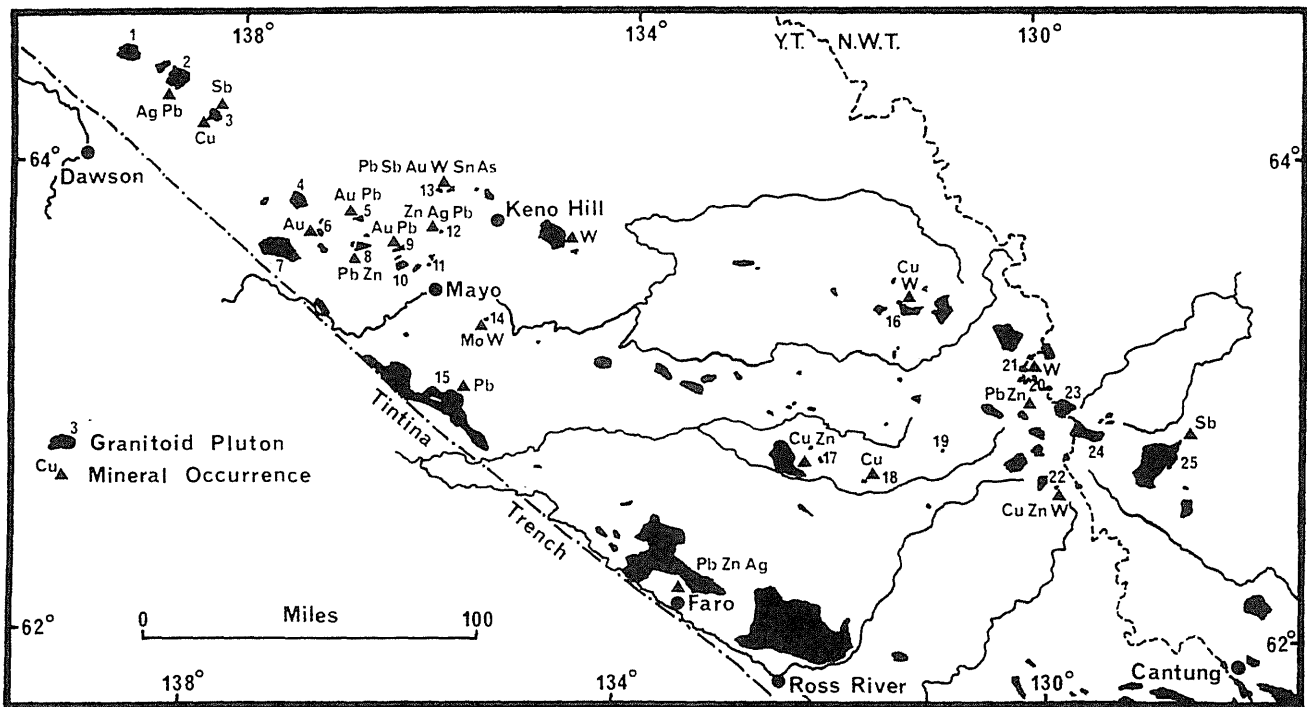 138°
134°
130°
Y.T. N.W.T.
1
2
Sb
Ag Pb
3
Cu
64°
64°
Dawson
Pb Sb Au W Sn As
13
4
Au Pb
5
Zn Ag Pb
Keno Hill
Au
6
Au Pb
12
W
9
8
7
Pb Zn
10
11
Mayo
Cu
W
16
14
Mo W
21
W
20
15
Pb
Pb Zn
23
Tintina
Trench
3
Granitoid Pluton
Cu
Mineral Occurrence
Cu Zn
17
19
Cu
18
Sb
24
25
22
Cu Zn W
Pb Zn Ag
Faro
0
Miles
100
62°
62°
Ross River
Cantung
138°
134°
130°